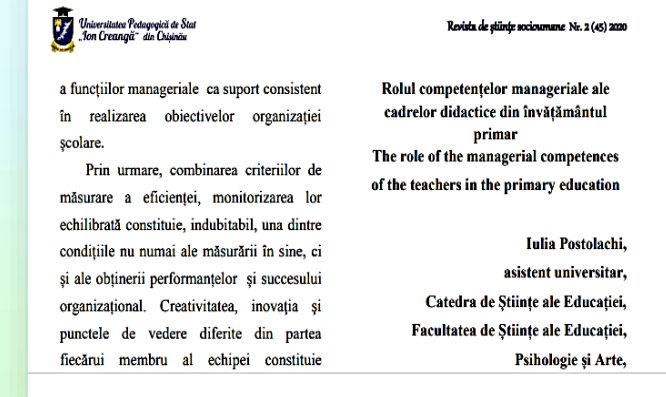 Universitatea Pedagogică de Stat
„Ion Creangă” din Chișinău
Revista de științe socioumane Nr. 2 (45) 2020
a funcțiilor manageriale ca suport consistent
în realizarea obiectivelor organizației
școlare.
Prin urmare, combinarea criteriilor de
măsurare a eficienței, monitorizarea lor
echilibrată constituie, indubitabil, una dintre
condițiile nu numai ale măsurării în sine, ci
și ale obținerii performanțelor și succesului
organizațional. Creativitatea, inovația și
punctele de vedere diferite din partea
fiecărui membru al echipei constituie
Rolul competențelor manageriale ale
cadrelor didactice din învățământul
primar
The role of the managerial competences
of the teachers in the primary education
Iulia Postolachi,
asistent universitar,
Catedra de Științe ale Educației,
Facultatea de Științe ale Educației,
Psihologie și Arte,